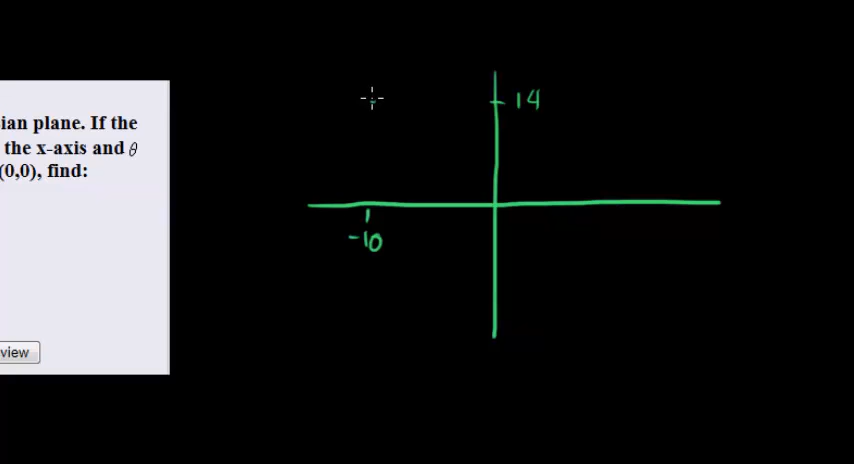 ian plane. If the
the x-axis and θ
(0,0), find:
view
14
-10